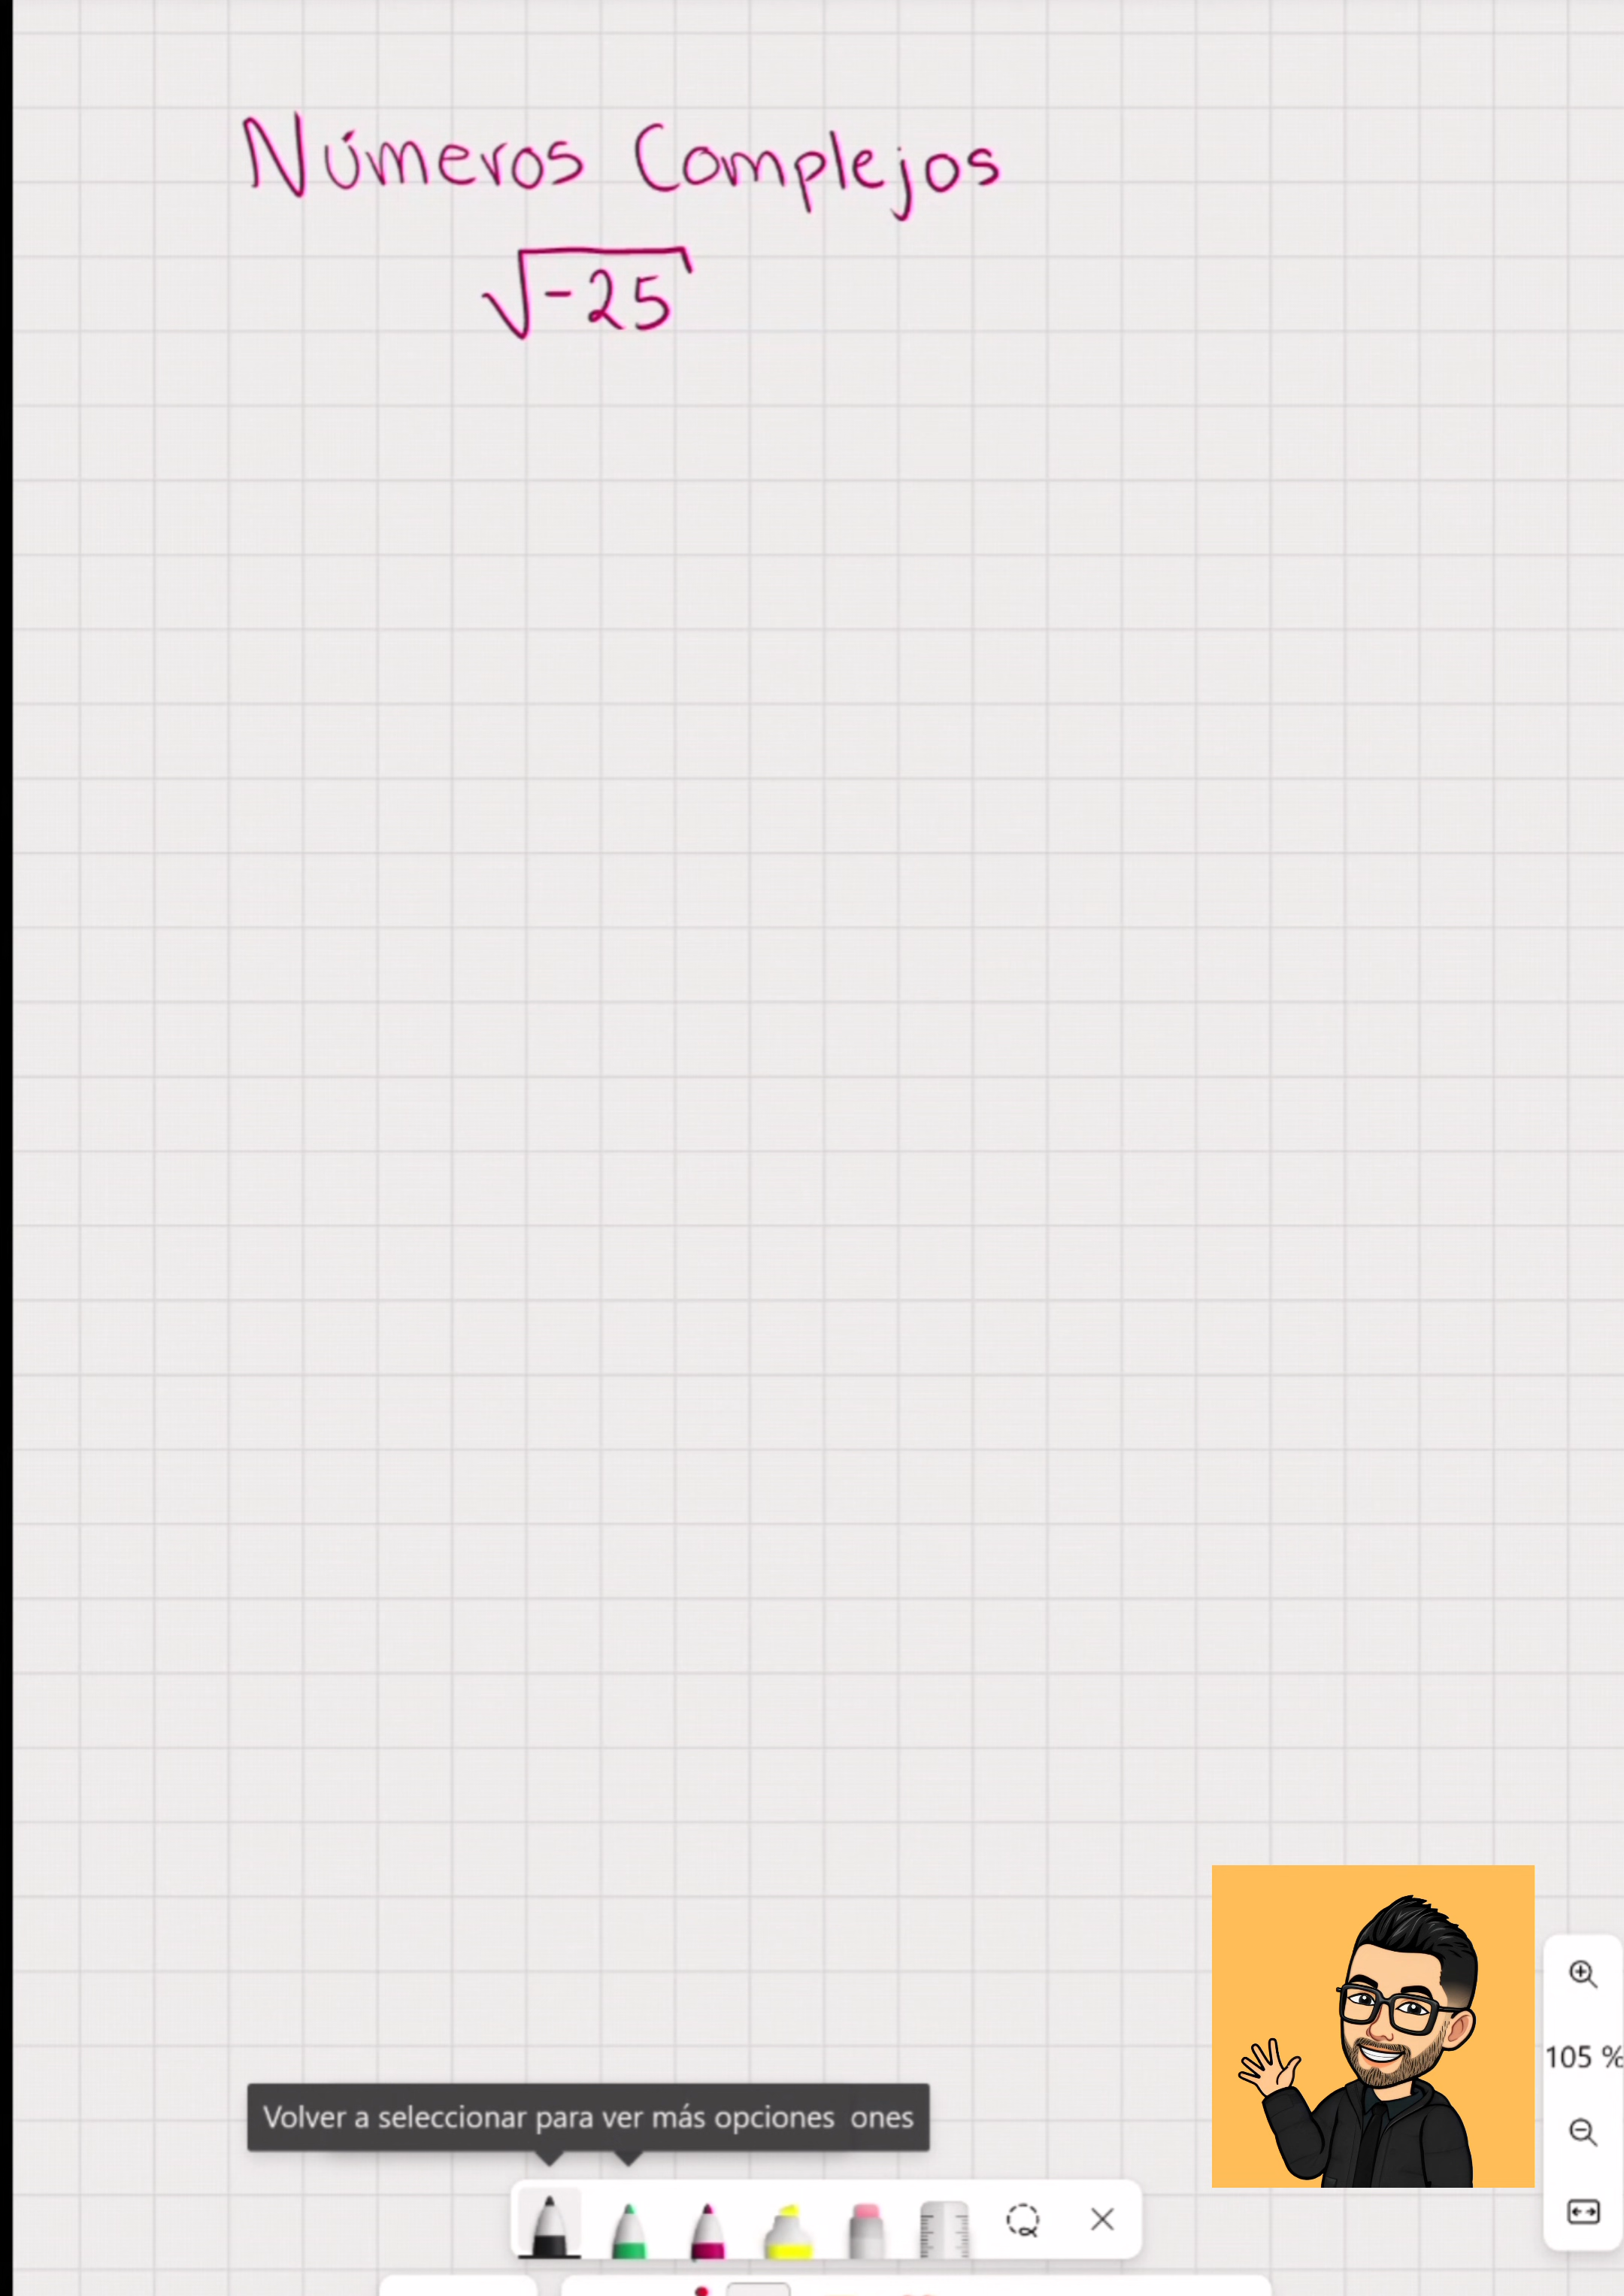 Números Complejos
√-25
105 %
Volver a seleccionar para ver más opciones ones